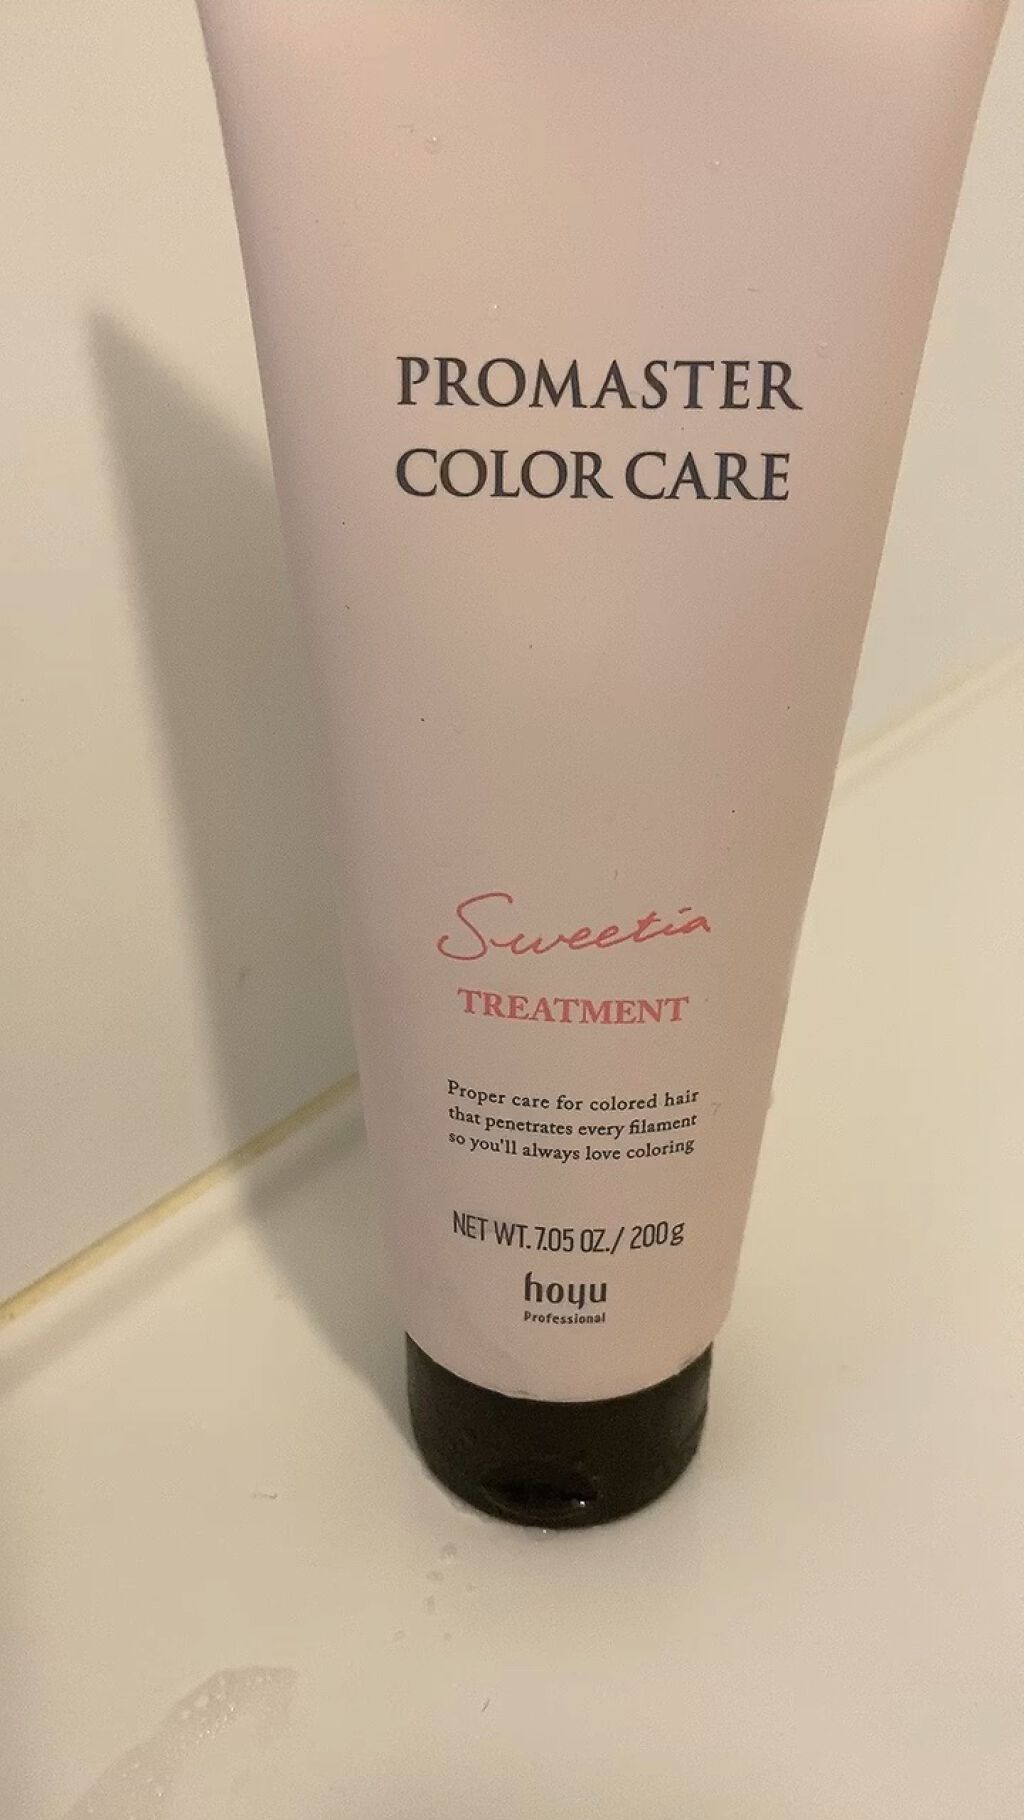 PROMASTER
COLOR CARE
Sweetia
TREATMENT
Proper care for colored hair
that penetrates every filament
so you'll always love coloring
NET WT. 7.05 OZ./ 200g
hoyu
Professional